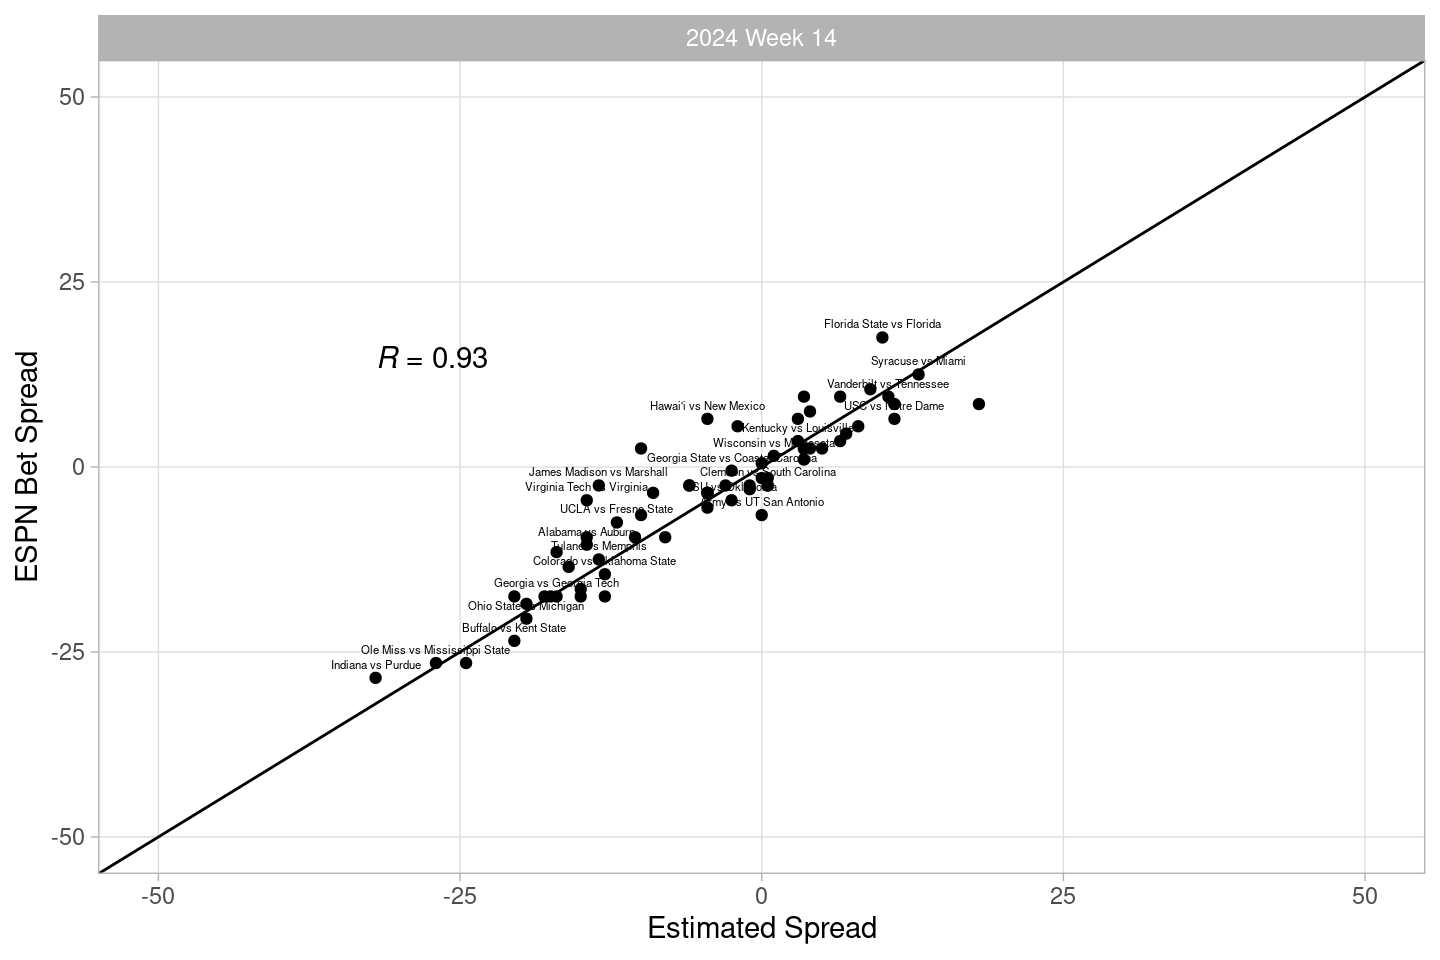 2024 Week 14
50
25
0
-25
-50
ESPN Bet Spread
R = 0.93
Florida State vs Florida
Syracuse vs Miami
Vanderbilt vs Tennessee
Hawai'i vs New Mexico
USC vs Notre Dame
Kentucky vs Louisville
Wisconsin vs Minnesota
Georgia State vs Coastal Carolina
James Madison vs Marshall
Clemson vs South Carolina
Virginia Tech vs Virginia
LSU vs Oklahoma
Army vs UT San Antonio
UCLA vs Fresno State
Alabama vs Auburn
Tulane vs Memphis
Colorado vs Oklahoma State
Georgia vs Georgia Tech
Ohio State vs Michigan
Buffalo vs Kent State
Ole Miss vs Mississippi State
Indiana vs Purdue
-50
-25
0
25
50
Estimated Spread